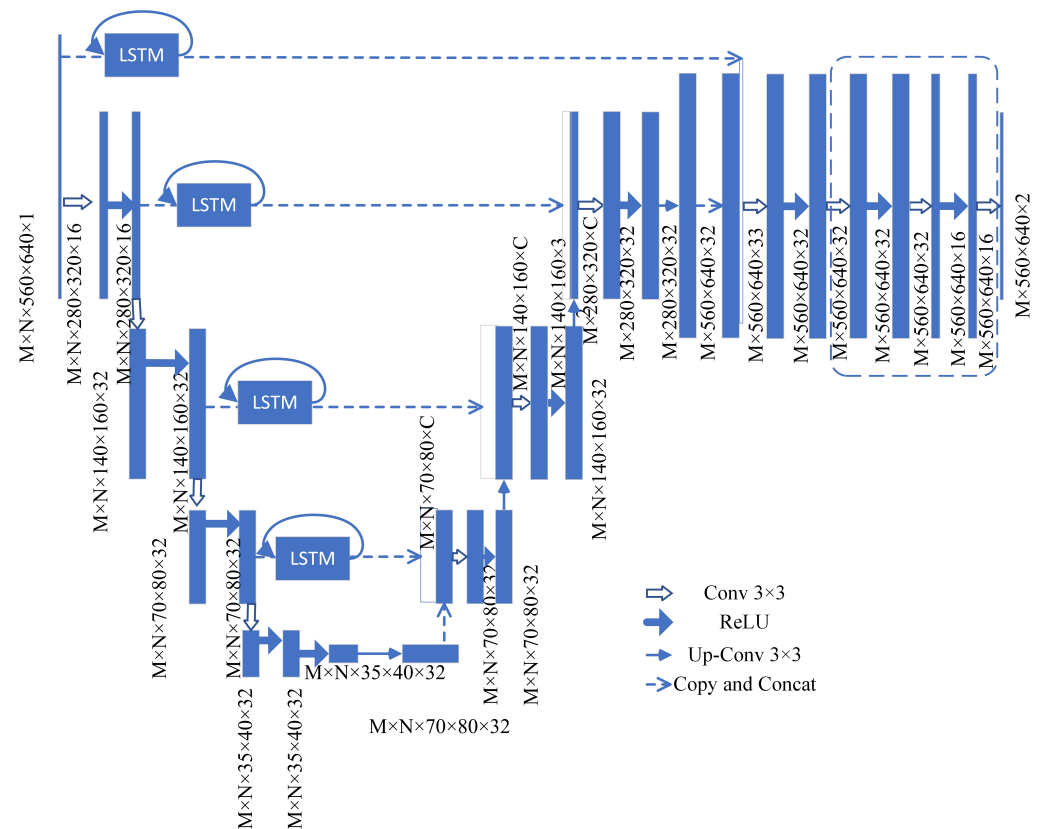 LSTM
LSTM
LSTM
LSTM
M×N×560×640×1
M×N×280×320×16
M×N×280×320×16
M×N×140×160×32
M×N×140×160×32
M×N×70×80×32
M×N×70×80×32
M×N×35×40×32
M×N×35×40×32
M×N×35×40×32
M×N×70×80×32
M×N×70×80×C
M×N×70×80×32
M×N×70×80×32
M×N×140×160×C
M×N×140×160×3
2
M×N×140×160×32
M×280×320×C
M×280×320×32
M×280×320×32
M×560×640×32
M×560×640×33
M×560×640×32
M×560×640×32
M×560×640×32
M×560×640×32
M×560×640×16
M×560×640×16
M×560×640×2
Conv 3×3
ReLU
Up-Conv 3×3
Copy and Concat